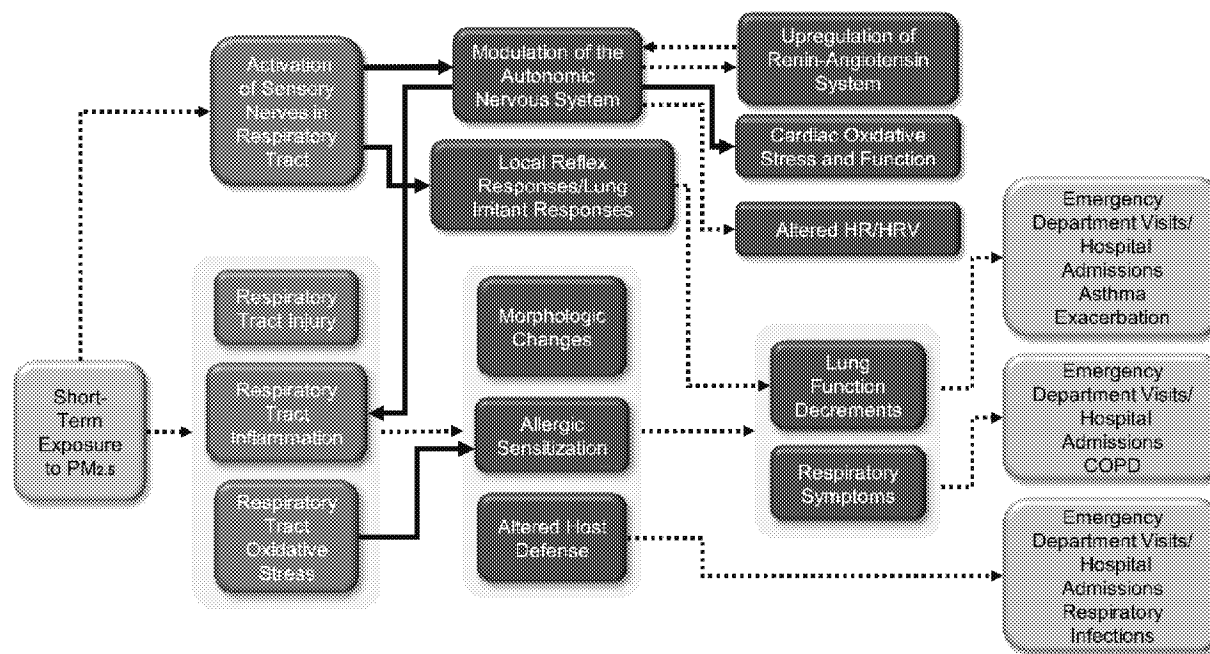 Activation
of Sensory
Nerves in
Respiratory
Tract
Modulation of the
Autonomic
Nervous System
Upregulation of
Renin-Angiotensin
System
Cardiac Oxidative
Stress and Function
Local Reflex
Responses/Lung
Irritant Responses
Altered HR/HRV
Emergency
Department Visits/
Hospital
Admissions
Asthma
Exacerbation
Respiratory
Tract Injury
Morphologic
Changes
Short-
Term
Exposure
to PM2.5
Respiratory
Tract
Inflammation
Allergic
Sensitization
Lung
Function
Decrements
Respiratory
Symptoms
Emergency
Department Visits/
Hospital
Admissions
COPD
Respiratory
Tract
Oxidative
Stress
Altered Host
Defense
Emergency
Department Visits/
Hospital
Admissions
Respiratory
Infections